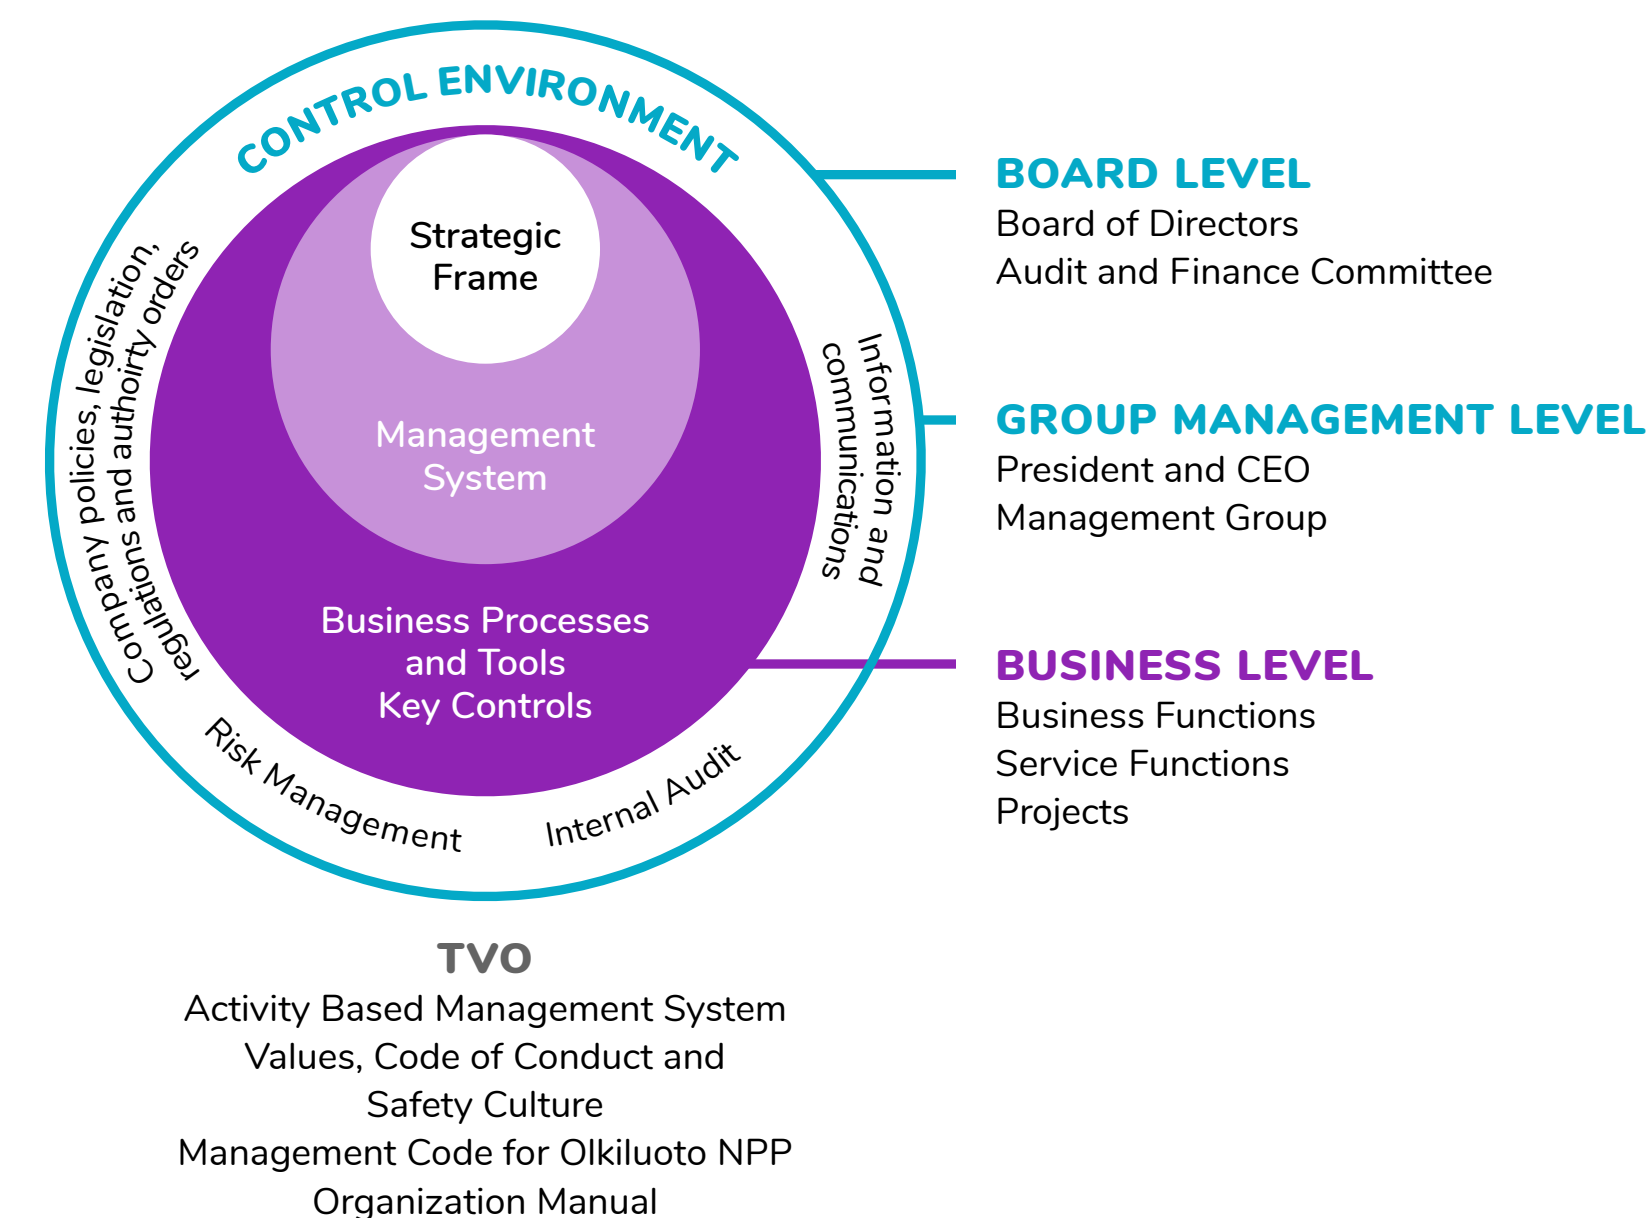 CONTROL ENVIRONMENT
Company policies, legislation,
regulations and authoirty orders
Strategic
Frame
Management
System
Business Processes
and Tools
Key Controls
Information and
communications
Risk Management
Internal Audit
BOARD LEVEL
Board of Directors
Audit and Finance Committee
GROUP MANAGEMENT LEVEL
President and CEO
Management Group
BUSINESS LEVEL
Business Functions
Service Functions
Projects
TVO
Activity Based Management System
Values, Code of Conduct and
Safety Culture
Management Code for Olkiluoto NPP
Organization Manual